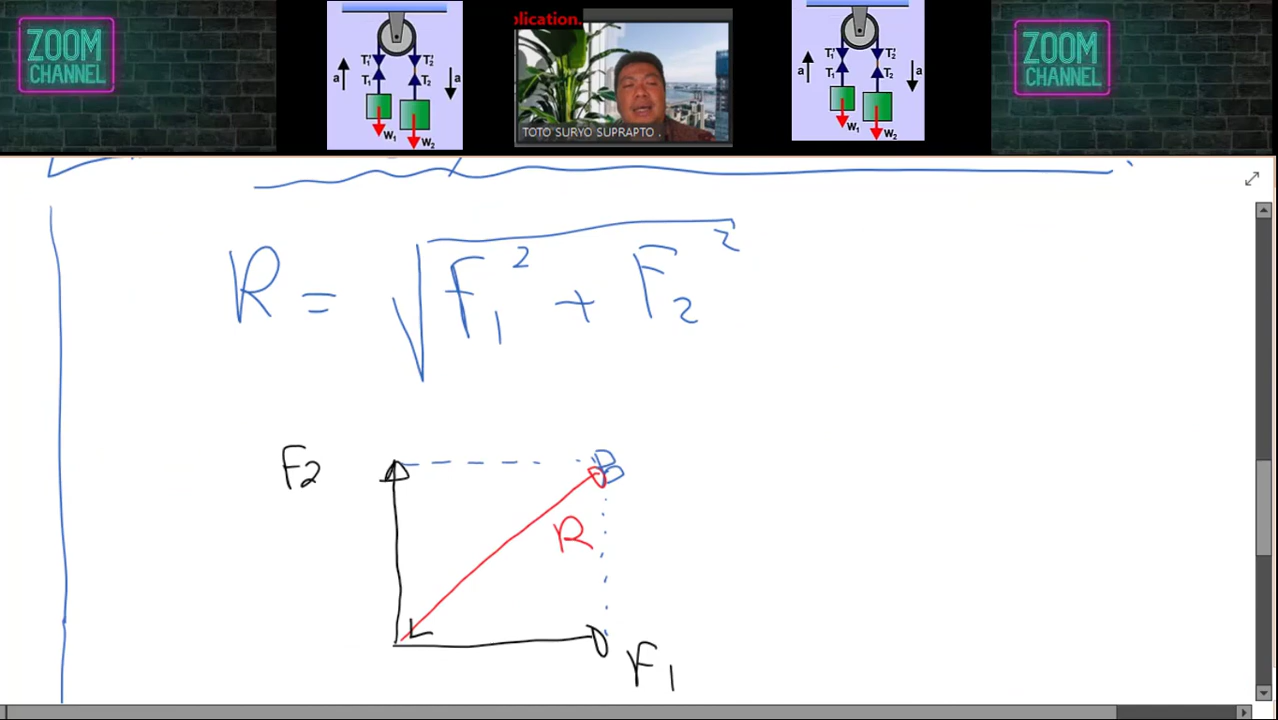 ZOOM
CHANNEL
T₁' T₂'
T₁ T₂
a a
W₁
W₂
plication.
TOTO SURYO SUPRAPTO .
T₁' T₂'
T₁ T₂
a a
W₁
W₂
ZOOM
CHANNEL
R = √F₁² + F₂²
F₂
R
F₁